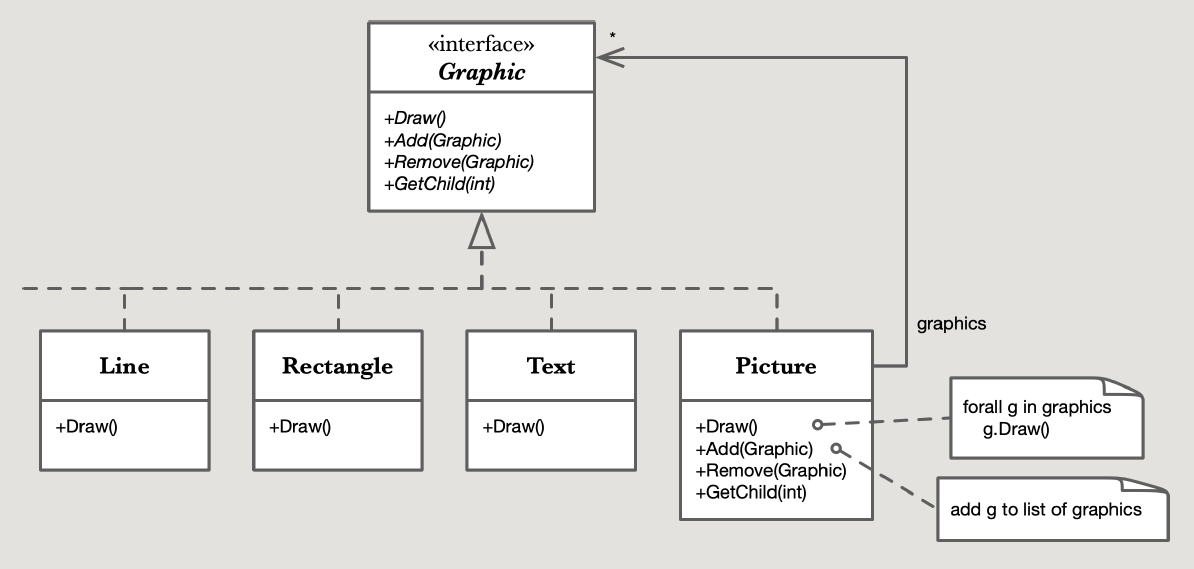 «interface»
Graphic
+Draw()
+Add(Graphic)
+Remove(Graphic)
+GetChild(int)
*
graphics
Line
+Draw()
Rectangle
+Draw()
Text
+Draw()
Picture
+Draw()
+Add(Graphic)
+Remove(Graphic)
+GetChild(int)
forall g in graphics
g.Draw()
add g to list of graphics